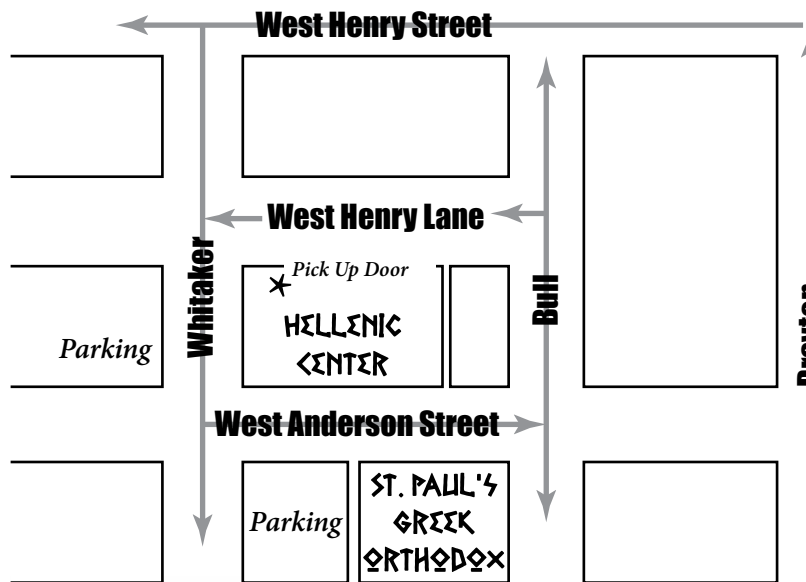 West Henry Street
West Henry Lane
Whitaker
Pick Up Door
Bull
Drayton
HELLENIC
CENTER
Parking
West Anderson Street
Parking
ST. PAUL'S
GREEK
ORTHODOX